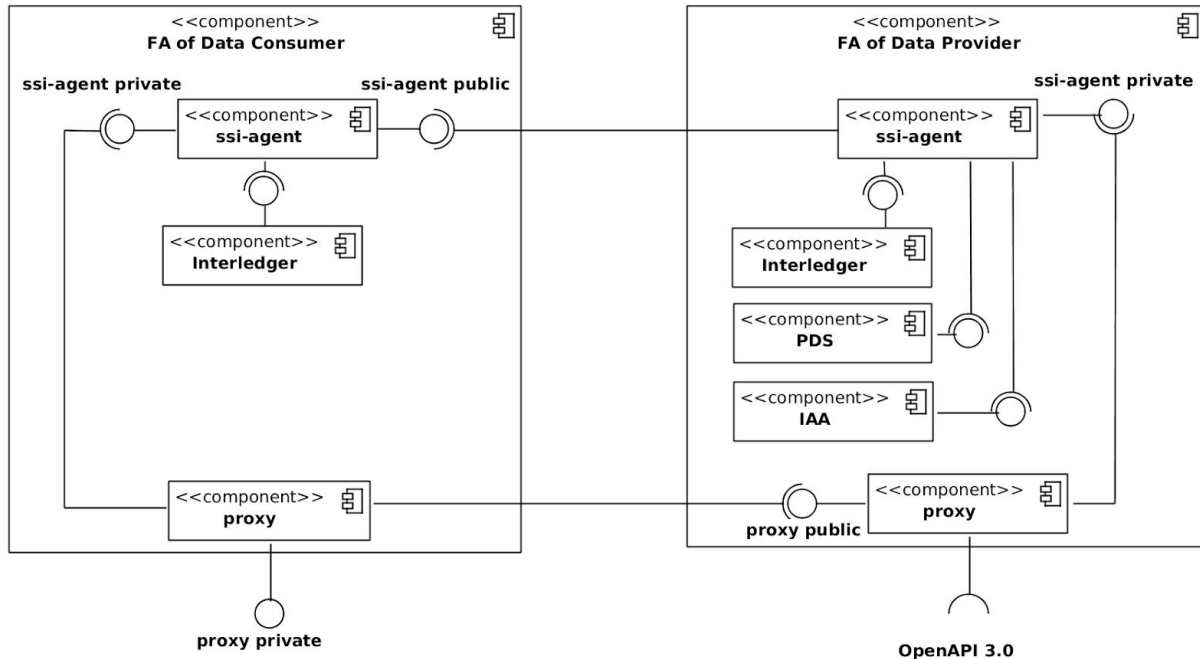 <<component>>
FA of Data Consumer
ssi-agent private
ssi-agent public
<<component>>
ssi-agent
<<component>>
Interledger
<<component>>
proxy
proxy private
<<component>>
FA of Data Provider
ssi-agent private
<<component>>
ssi-agent
<<component>>
Interledger
<<component>>
PDS
<<component>>
IAA
<<component>>
proxy
proxy public
OpenAPI 3.0